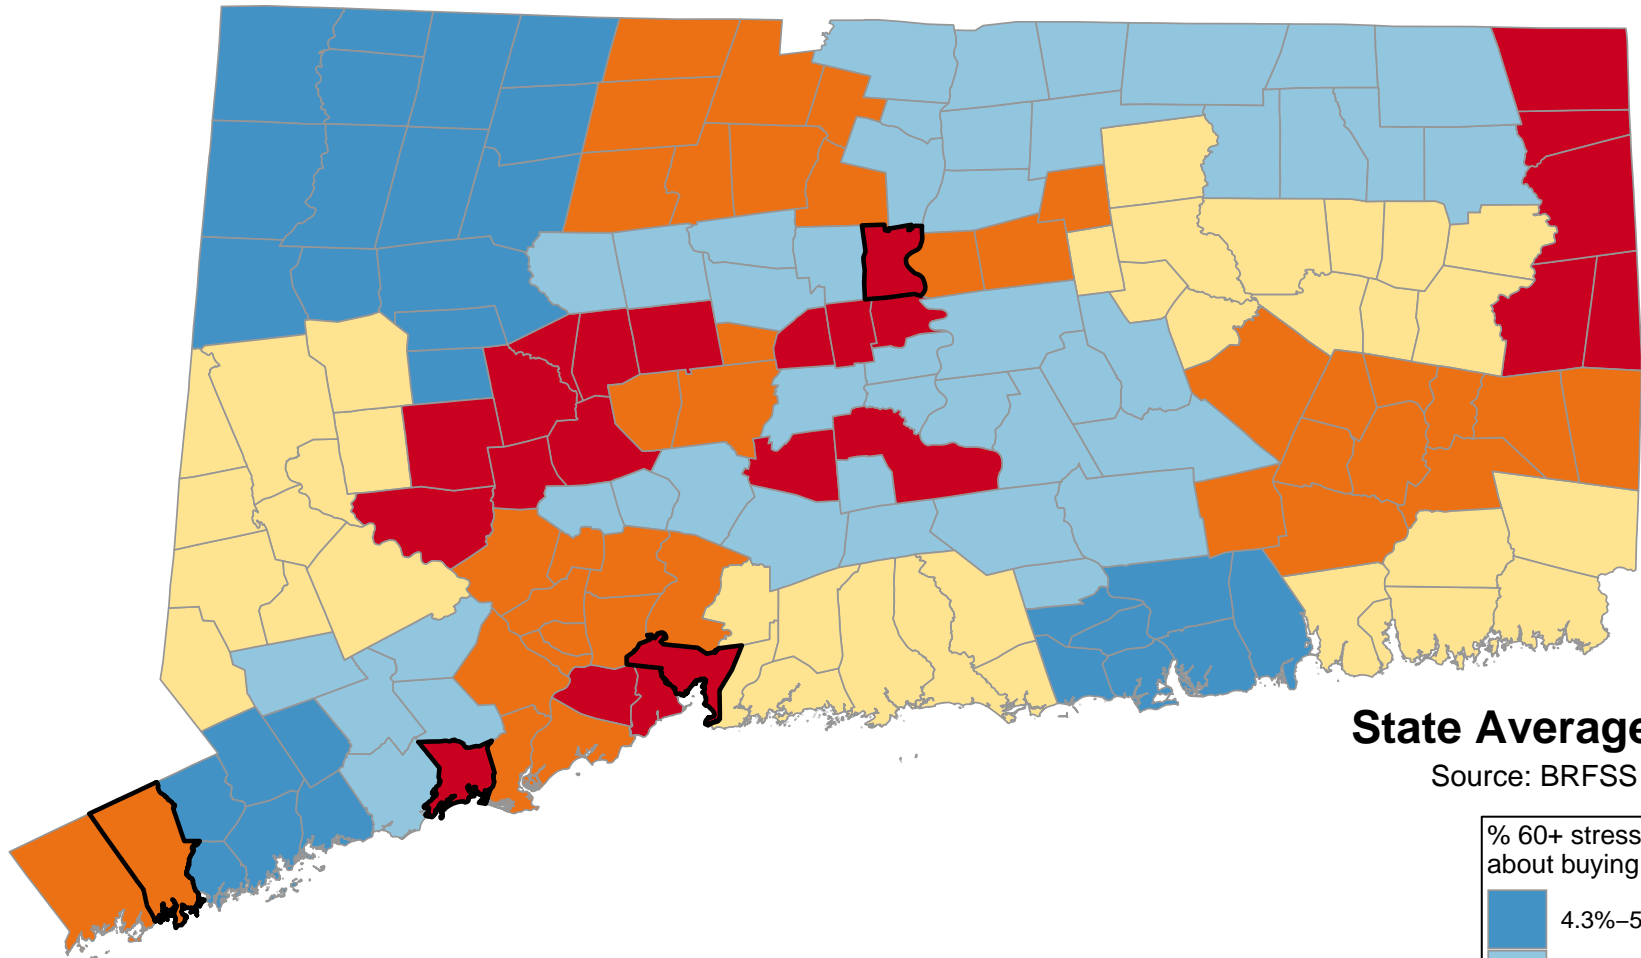 State Average
Source: BRFSS
% 60+ stress
about buying
4.3%–5